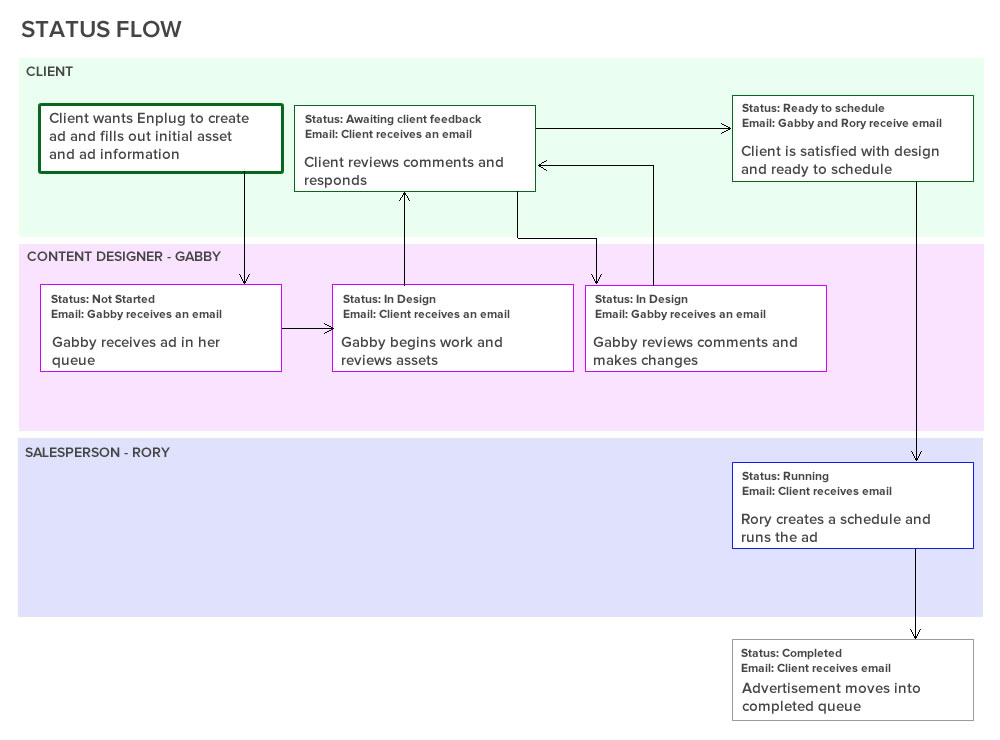 STATUS FLOW
CLIENT
Client wants Enplug to create
ad and fills out initial asset
and ad information
Status: Awaiting client feedback
Email: Client receives an email
Client reviews comments and
responds
Status: Ready to schedule
Email: Gabby and Rory receive email
Client is satisfied with design
and ready to schedule
CONTENT DESIGNER - GABBY
Status: Not Started
Email: Gabby receives an email
Gabby receives ad in her
queue
Status: In Design
Email: Client receives an email
Gabby begins work and
reviews assets
Status: In Design
Email: Gabby receives an email
Gabby reviews comments and
makes changes
SALESPERSON - RORY
Status: Running
Email: Client receives email
Rory creates a schedule and
runs the ad
Status: Completed
Email: Client receives email
Advertisement moves into
completed queue